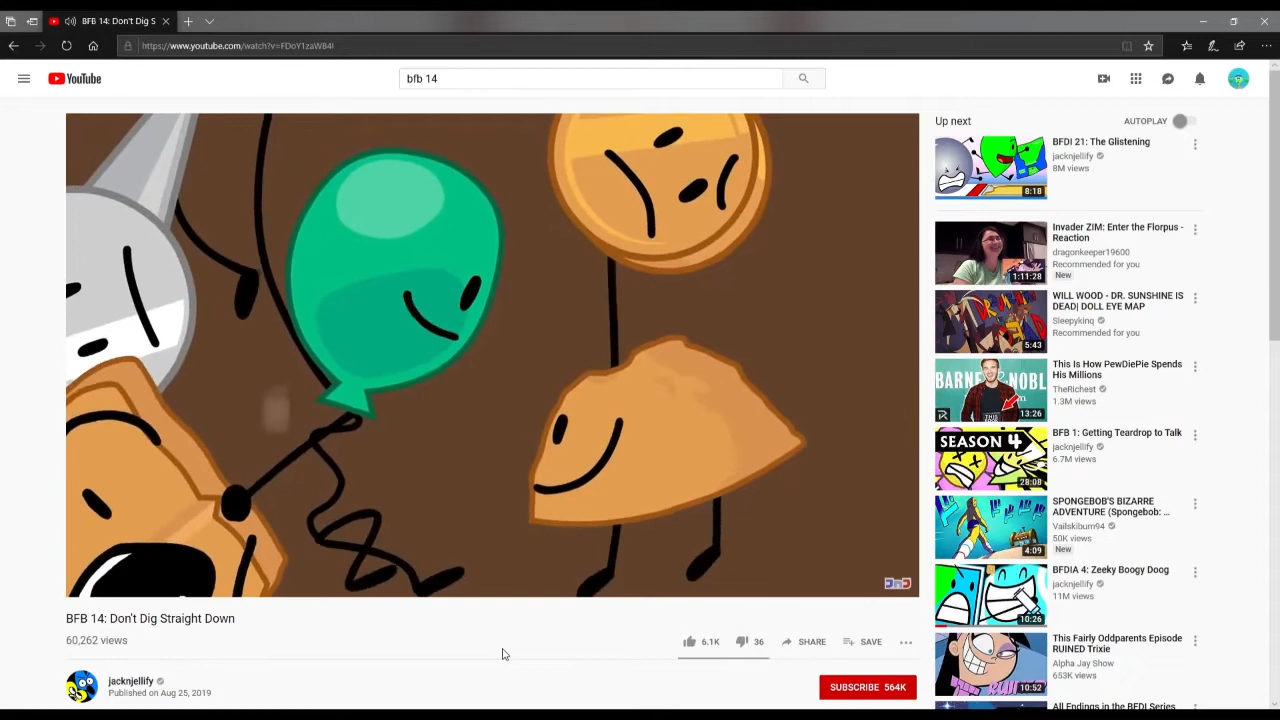 BFB 14: Don't Dig S
https://www.youtube.com/watch?v=FDoY1zaW84I
YouTube
bfb 14
Up next
AUTOPLAY
BFDI 21: The Glistening
jacknjellify
8M views
8:18
Invader ZIM: Enter the Florpus -
Reaction
dragonkeeper19600
Recommended for you
New
1:11:28
WILL WOOD - DR. SUNSHINE IS
DEAD| DOLL EYE MAP
Sleepykinq
Recommended for you
5:43
This Is How PewDiePie Spends
His Millions
TheRichest
1.3M views
BARNE
NOBL
THIS
13:26
BFB 1: Getting Teardrop to Talk
jacknjellify
6.7M views
SEASON 4
28:08
SPONGEBOB'S BIZARRE
ADVENTURE (Spongebob: ...
Vailskibum94
50K views
New
4:09
BFDIA 4: Zeeky Boogy Doog
jacknjellify
11M views
10:26
This Fairly OddParents Episode
RUINED Trixie
Alpha Jay Show
653K views
10:52
All Endings in the BFDI Series
BFB 14: Don't Dig Straight Down
60,262 views
6.1K
36
SHARE
SAVE
jacknjellify
Published on Aug 25, 2019
SUBSCRIBE 564K